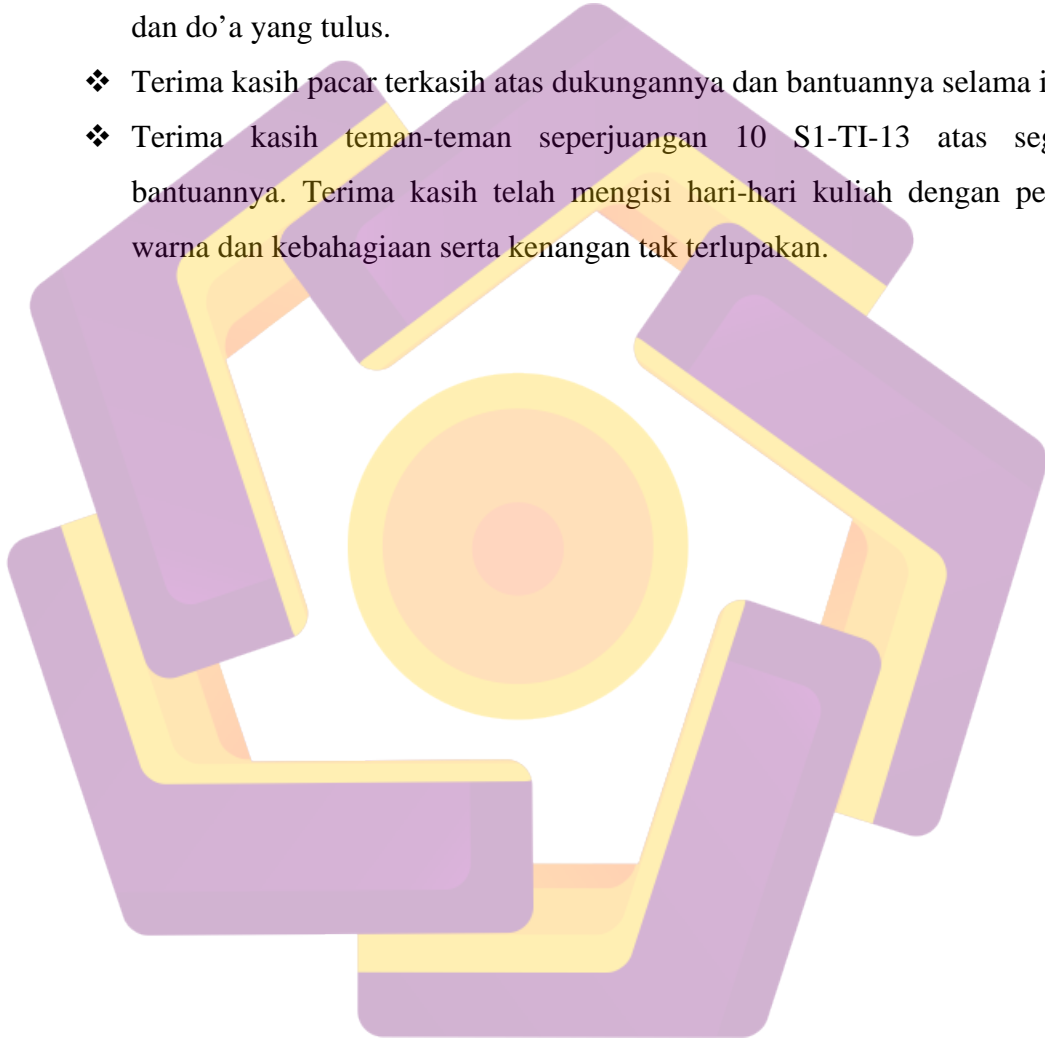 dan do’a yang tulus.
❖ Terima kasih pacar terkasih atas dukungannya dan bantuannya selama i
❖ Terima kasih teman-teman seperjuangan 10 S1-TI-13 atas seg
bantuannya. Terima kasih telah mengisi hari-hari kuliah dengan pe
warna dan kebahagiaan serta kenangan tak terlupakan.